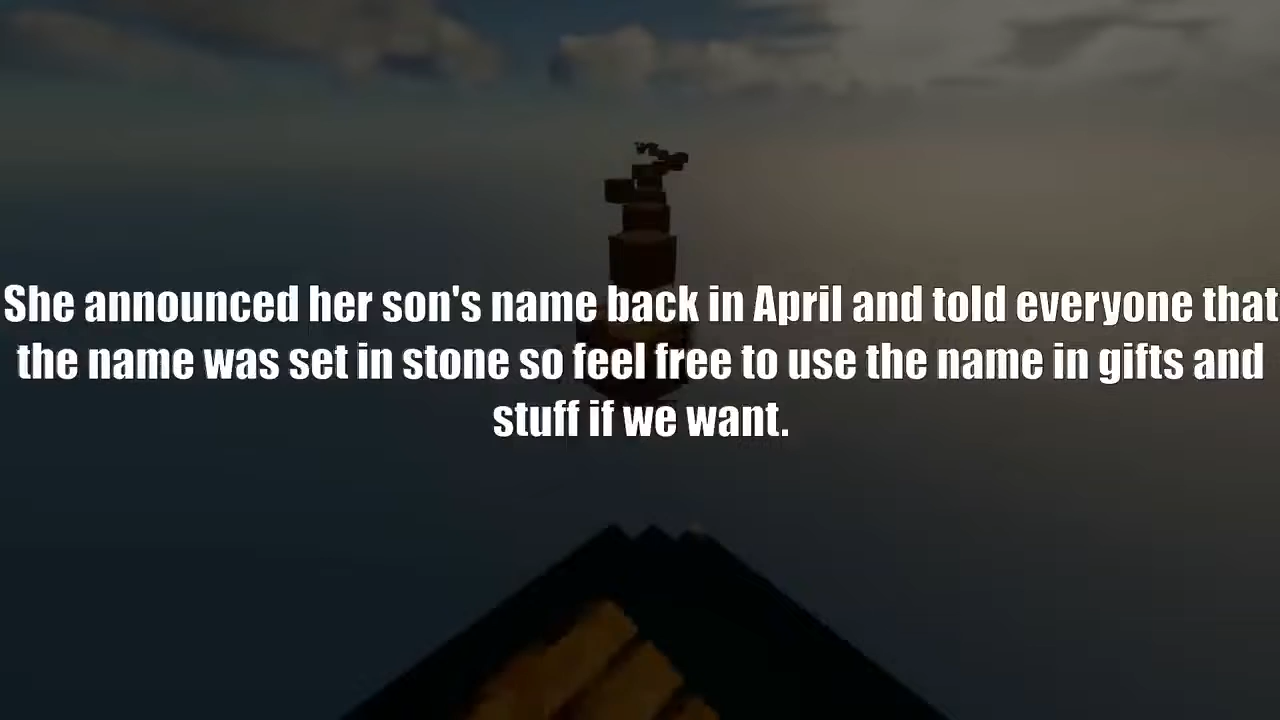 She announced her son's name back in April and told everyone that
the name was set in stone so feel free to use the name in gifts and
stuff if we want.